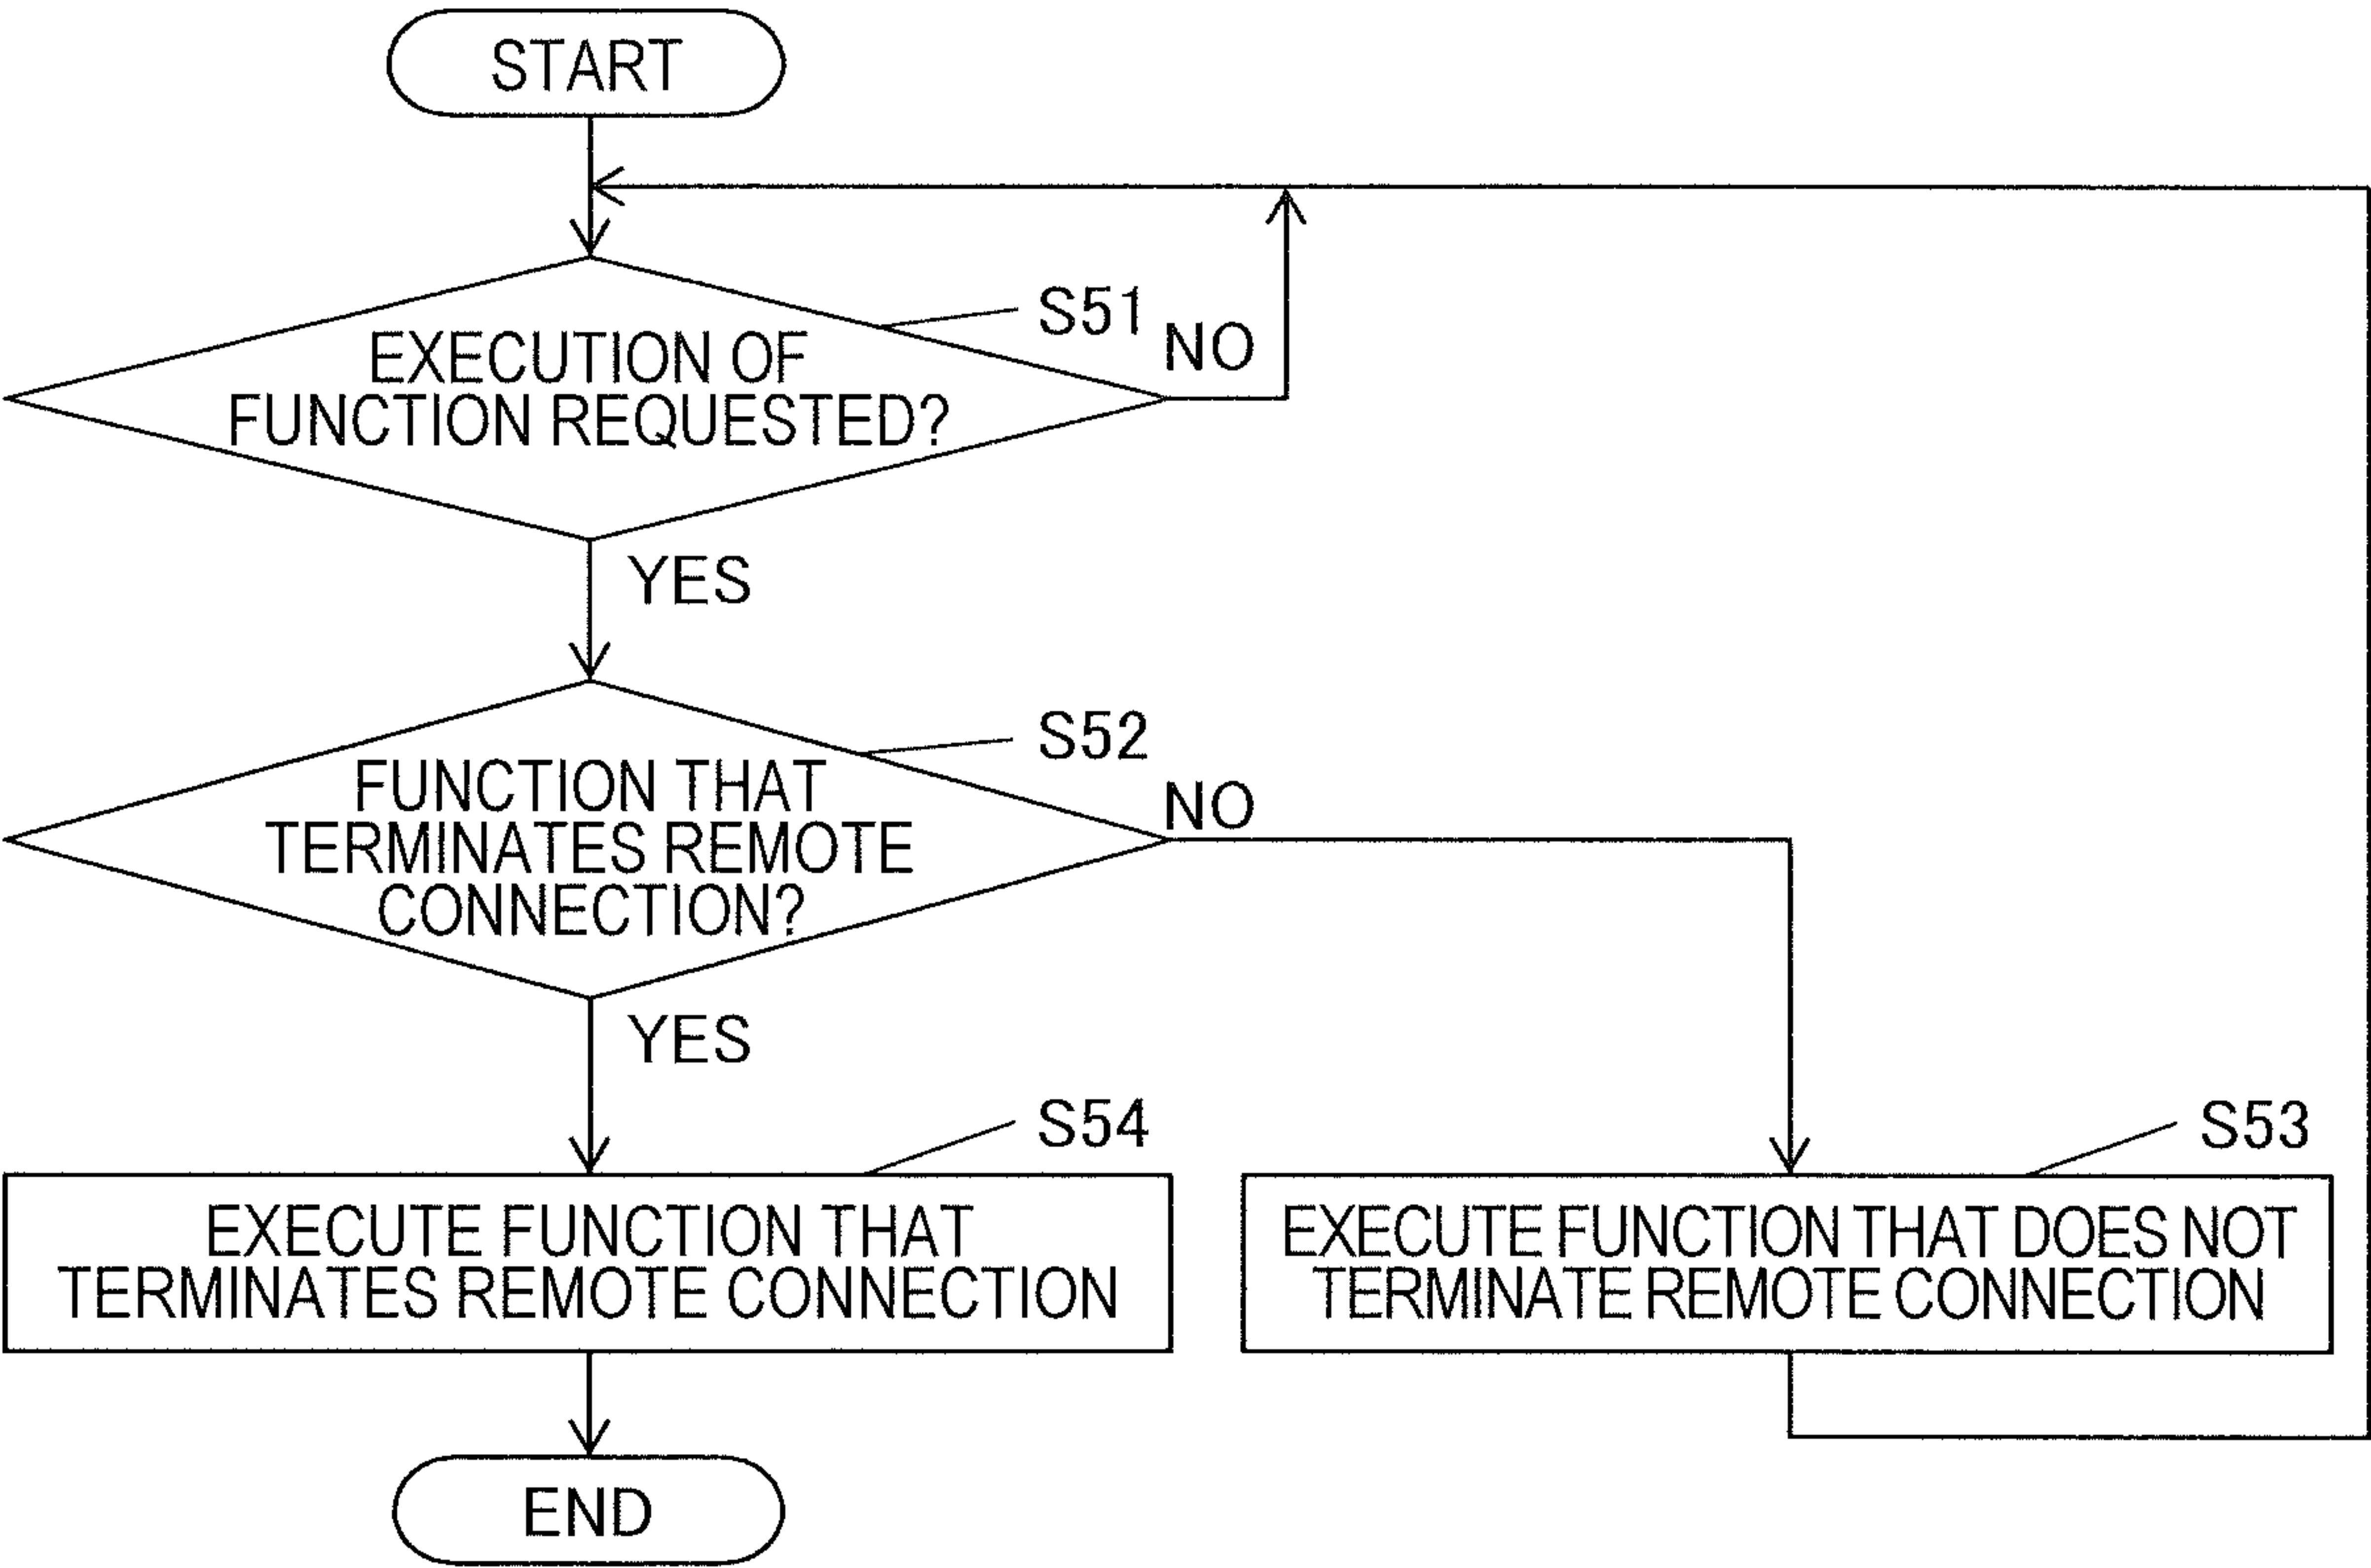 START
S51
NO
EXECUTION OF
FUNCTION REQUESTED?
YES
S52
NO
FUNCTION THAT
TERMINATES REMOTE
CONNECTION?
YES
S54
EXECUTE FUNCTION THAT
TERMINATES REMOTE CONNECTION
S53
EXECUTE FUNCTION THAT DOES NOT
TERMINATE REMOTE CONNECTION
END